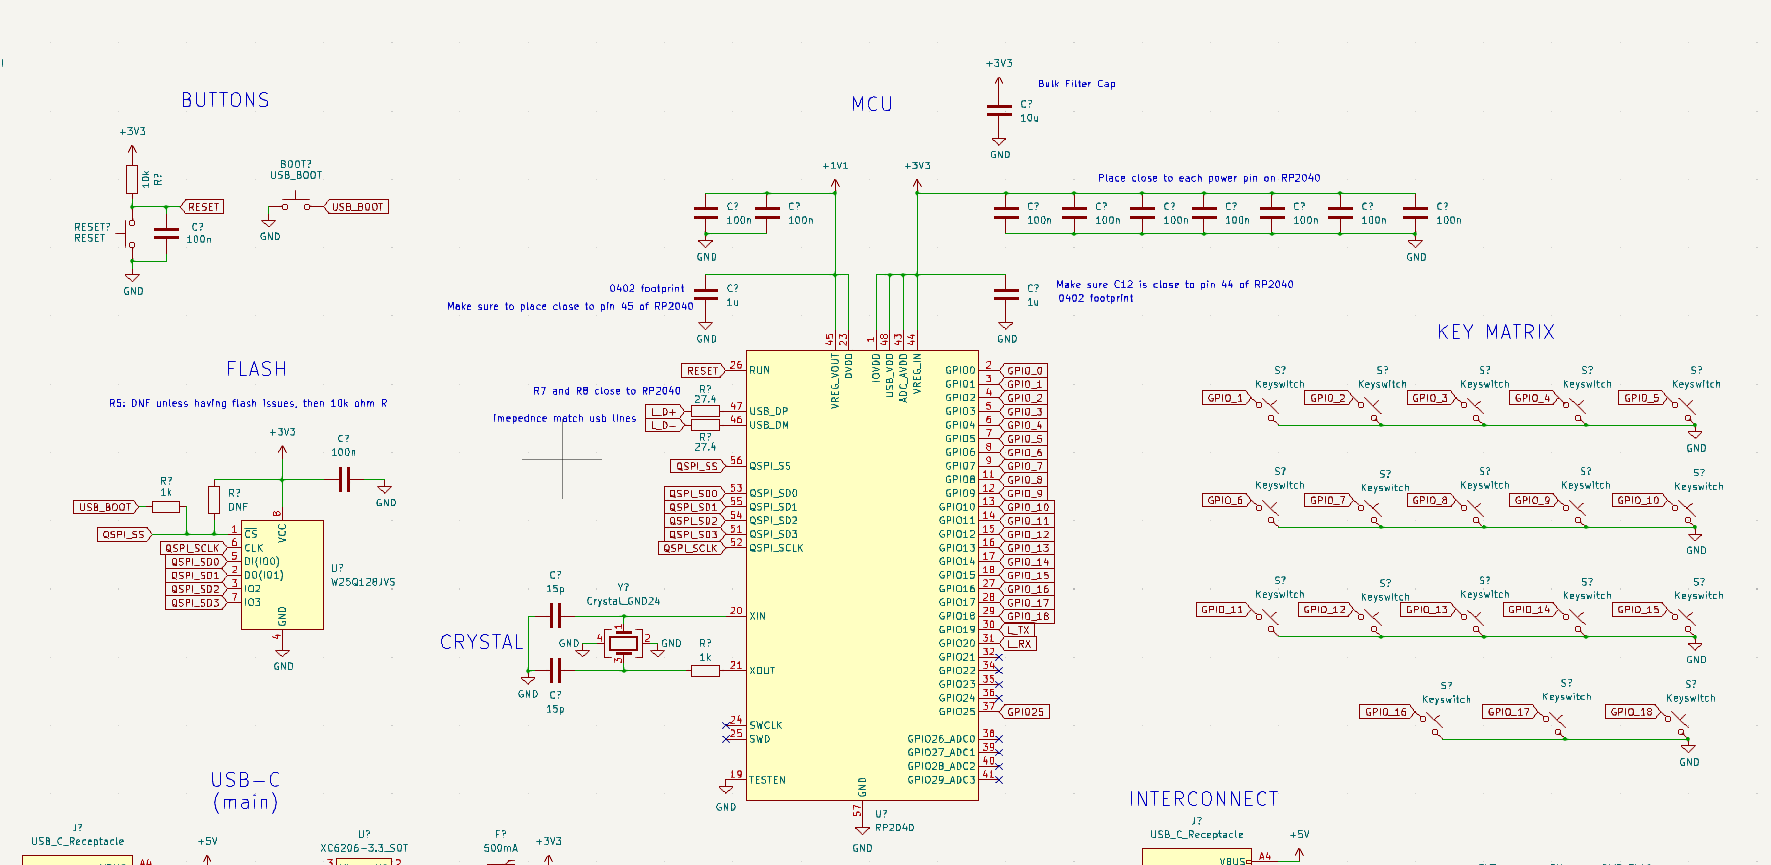 BUTTONS
+3V3
10k
R?
RESET
RESET?
RESET
C?
100n
GND
BOOT?
USB_BOOT
USB_BOOT
GND
MCU
+3V3
Bulk Filter Cap
C?
10u
GND
+1V1
+3V3
Place close to each power pin on RP2040
C?
100n
C?
100n
C?
100n
C?
100n
C?
100n
C?
100n
C?
100n
C?
100n
C?
100n
GND
GND
0402 footprint
Make sure to place close to pin 45 of RP2040
C?
1u
GND
C?
1u
GND
Make sure C12 is close to pin 44 of RP2040
0402 footprint
45
23
1
48
43
44
VREG_VOUT
DVDD
IOVDD
USB_VDD
ADC_AVDD
VREG_IN
RESET
26
RUN
R7 and R8 close to RP2040
R?
27.4
L_D+
47
USB_DP
impednce match usb lines
L_D-
46
USB_DM
R?
27.4
QSPI_SS
56
QSPI_SS
QSPI_SD0
53
QSPI_SD0
QSPI_SD1
55
QSPI_SD1
QSPI_SD2
54
QSPI_SD2
QSPI_SD3
51
QSPI_SD3
QSPI_SCLK
52
QSPI_SCLK
20
XIN
21
XOUT
24
SWCLK
25
SWD
19
TESTEN
GND
GPIO0
2
GPIO_0
GPIO1
3
GPIO_1
GPIO2
4
GPIO_2
GPIO3
5
GPIO_3
GPIO4
6
GPIO_4
GPIO5
7
GPIO_5
GPIO6
8
GPIO_6
GPIO7
9
GPIO_7
GPIO8
11
GPIO_8
GPIO9
12
GPIO_9
GPIO10
13
GPIO_10
GPIO11
14
GPIO_11
GPIO12
15
GPIO_12
GPIO13
16
GPIO_13
GPIO14
17
GPIO_14
GPIO15
18
GPIO_15
GPIO16
27
GPIO_16
GPIO17
28
GPIO_17
GPIO18
29
GPIO_18
GPIO19
30
L_TX
GPIO20
31
L_RX
GPIO21
32
GPIO22
34
GPIO23
35
GPIO24
36
GPIO25
37
GPIO25
GPIO26_ADC0
38
GPIO27_ADC1
39
GPIO28_ADC2
40
GPIO29_ADC3
41
GND
57
U?
RP2040
GND
FLASH
R5: DNF unless having flash issues, then 10k ohm R
+3V3
C?
100n
GND
R?
1k
R?
DNF
USB_BOOT
QSPI_SS
1
CS
8
VCC
QSPI_SCLK
6
CLK
QSPI_SD0
5
DI(IO0)
QSPI_SD1
2
DO(IO1)
QSPI_SD2
3
IO2
QSPI_SD3
7
IO3
GND
4
U?
W25Q128JVS
GND
CRYSTAL
C?
15p
Y?
Crystal_GND24
GND
4
1
2
3
GND
R?
1k
GND
C?
15p
KEY MATRIX
S?
Keyswitch
S?
Keyswitch
S?
Keyswitch
S?
Keyswitch
S?
Keyswitch
GPIO_1
GPIO_2
GPIO_3
GPIO_4
GPIO_5
GND
S?
Keyswitch
S?
Keyswitch
S?
Keyswitch
S?
Keyswitch
S?
Keyswitch
GPIO_6
GPIO_7
GPIO_8
GPIO_9
GPIO_10
GND
S?
Keyswitch
S?
Keyswitch
S?
Keyswitch
S?
Keyswitch
S?
Keyswitch
GPIO_11
GPIO_12
GPIO_13
GPIO_14
GPIO_15
GND
S?
Keyswitch
S?
Keyswitch
S?
Keyswitch
GPIO_16
GPIO_17
GPIO_18
GND
USB-C
(main)
J?
USB_C_Receptacle
A4
+5V
U?
XC6206-3.3_SOT
3
2
F?
500mA
+3V3
INTERCONNECT
J?
USB_C_Receptacle
VBUS
A4
+5V